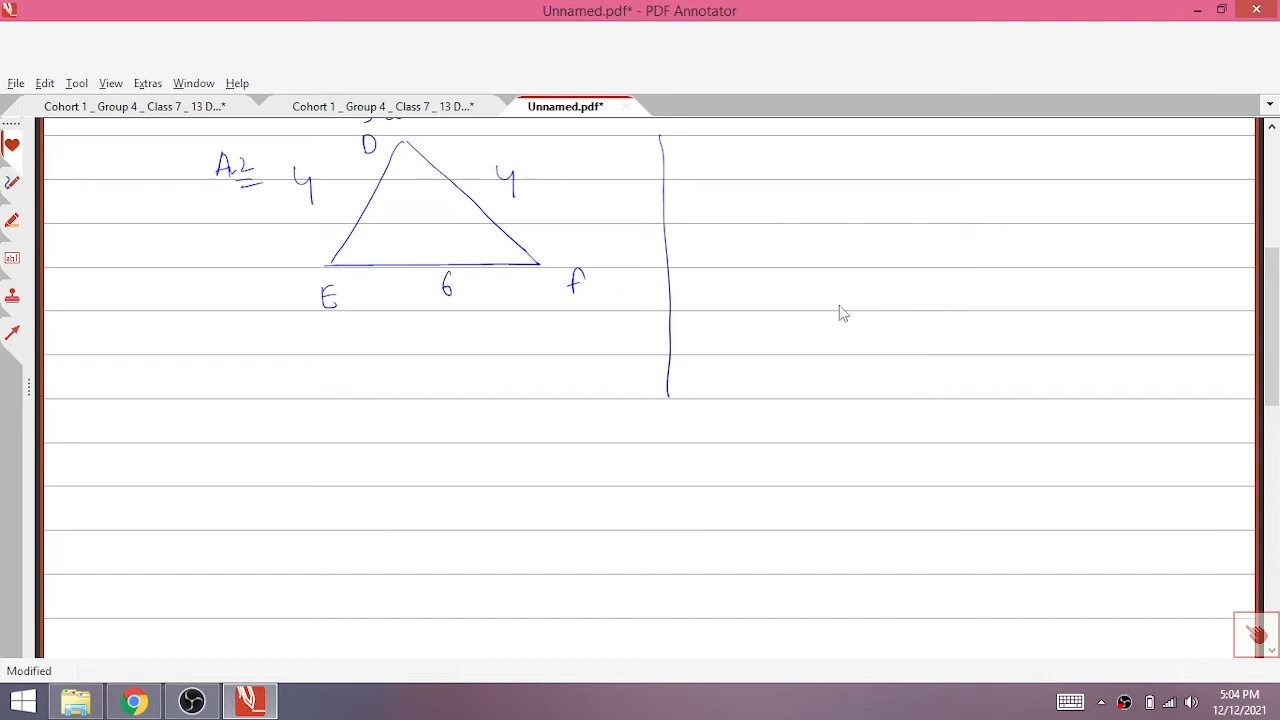 Unnamed.pdf* - PDF Annotator
File Edit Tool View Extras Window Help
Cohort 1 _ Group 4 _ Class 7 _ 13 D...* Cohort 1 _ Group 4 _ Class 7 _ 13 D...* Unnamed.pdf*
D
A.2 4 4
E 6 F
Modified
5:04 PM
12/12/2021